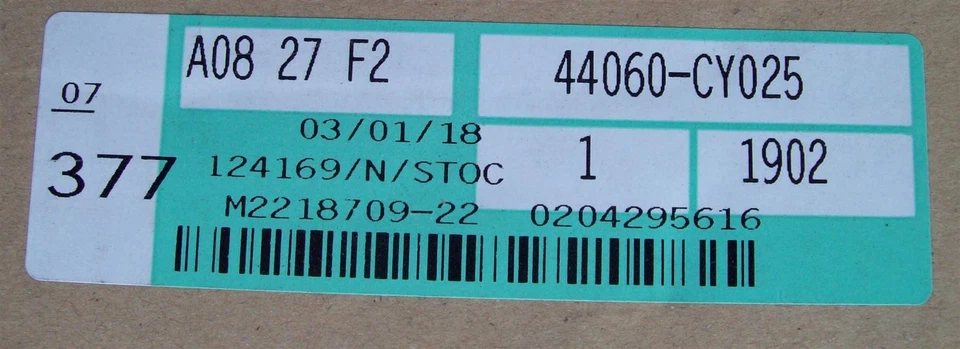 A08 27 F2
44060-CY025
07
03/01/18
1
1902
377
124169/N/STOC
M2218709-22 0204295616